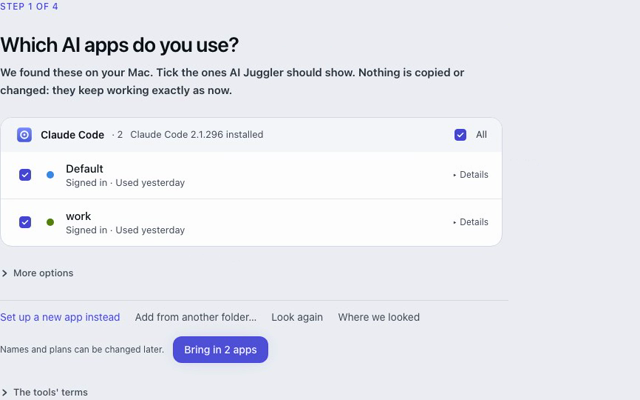 STEP 1 OF 4
Which AI apps do you use?
We found these on your Mac. Tick the ones AI Juggler should show. Nothing is copied or
changed: they keep working exactly as now.
Claude Code · 2 Claude Code 2.1.296 installed All
Default
Signed in · Used yesterday
• Details
work
Signed in · Used yesterday
• Details
More options
Set up a new app instead Add from another folder... Look again Where we looked
Names and plans can be changed later. Bring in 2 apps
The tools' terms